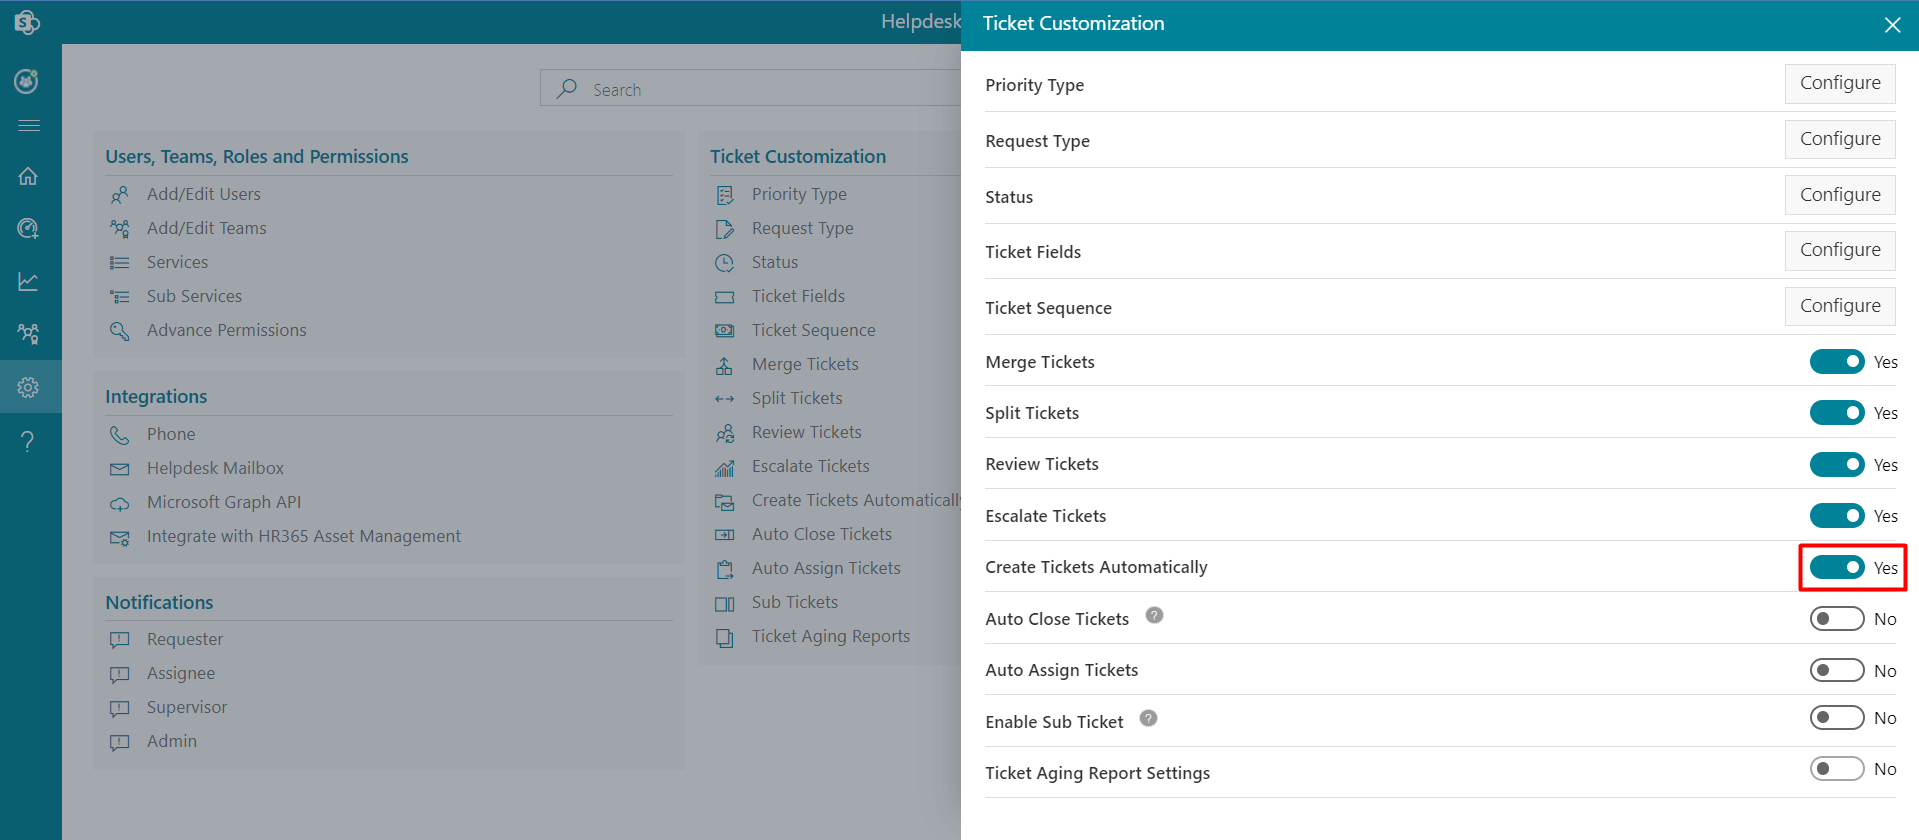 Helpdesk
Search
Users, Teams, Roles and Permissions
Add/Edit Users
Add/Edit Teams
Services
Sub Services
Advance Permissions
Integrations
Phone
Helpdesk Mailbox
Microsoft Graph API
Integrate with HR365 Asset Management
Notifications
Requester
Assignee
Supervisor
Admin
Ticket Customization
Priority Type
Request Type
Status
Ticket Fields
Ticket Sequence
Merge Tickets
Split Tickets
Review Tickets
Escalate Tickets
Create Tickets Automatically
Auto Close Tickets
Auto Assign Tickets
Sub Tickets
Ticket Aging Reports
Ticket Customization
Priority Type Configure
Request Type Configure
Status Configure
Ticket Fields Configure
Ticket Sequence Configure
Merge Tickets Yes
Split Tickets Yes
Review Tickets Yes
Escalate Tickets Yes
Create Tickets Automatically Yes
Auto Close Tickets ? No
Auto Assign Tickets No
Enable Sub Ticket ? No
Ticket Aging Report Settings No